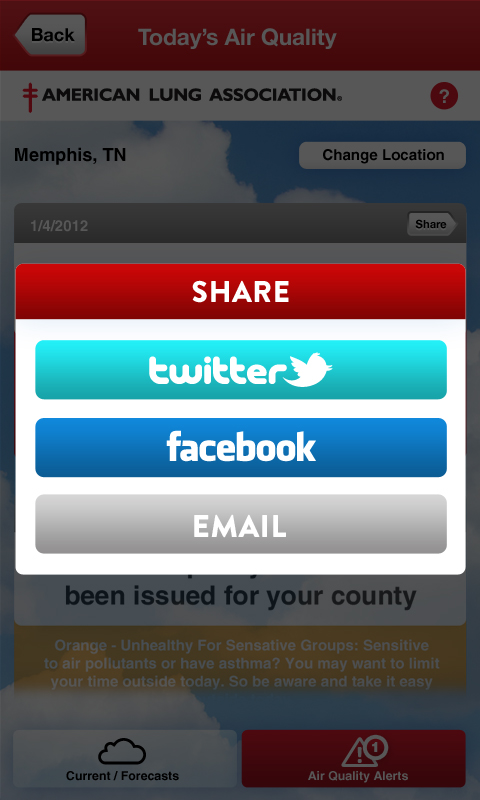 Back
Today's Air Quality
AMERICAN LUNG ASSOCIATION®
?
Memphis, TN
Change Location
1/4/2012
Share
SHARE
twitter
facebook
EMAIL
been issued for your county
Orange - Unhealthy For Sensative Groups: Sensitive
to air pollutants or have asthma? You may want to limit
your time outside today. So be aware and take it easy
1
Current / Forecasts
Air Quality Alerts